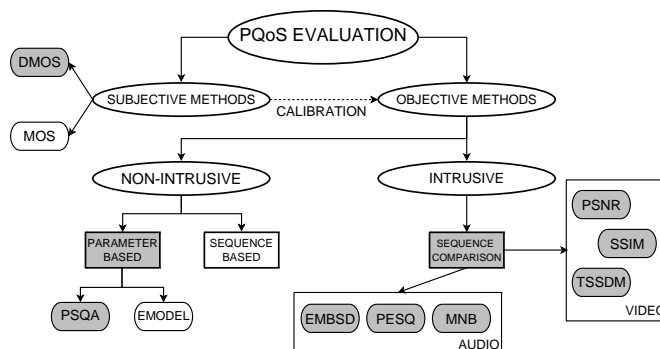 PQoS EVALUATION
DMOS
SUBJECTIVE METHODS
OBJECTIVE METHODS
CALIBRATION
MOS
NON-INTRUSIVE
INTRUSIVE
PSNR
PARAMETER
BASED
SEQUENCE
BASED
SEQUENCE
COMPARISON
SSIM
TSSDM
VIDEO
PSQA
EMODEL
EMBSD
PESQ
MNB
AUDIO